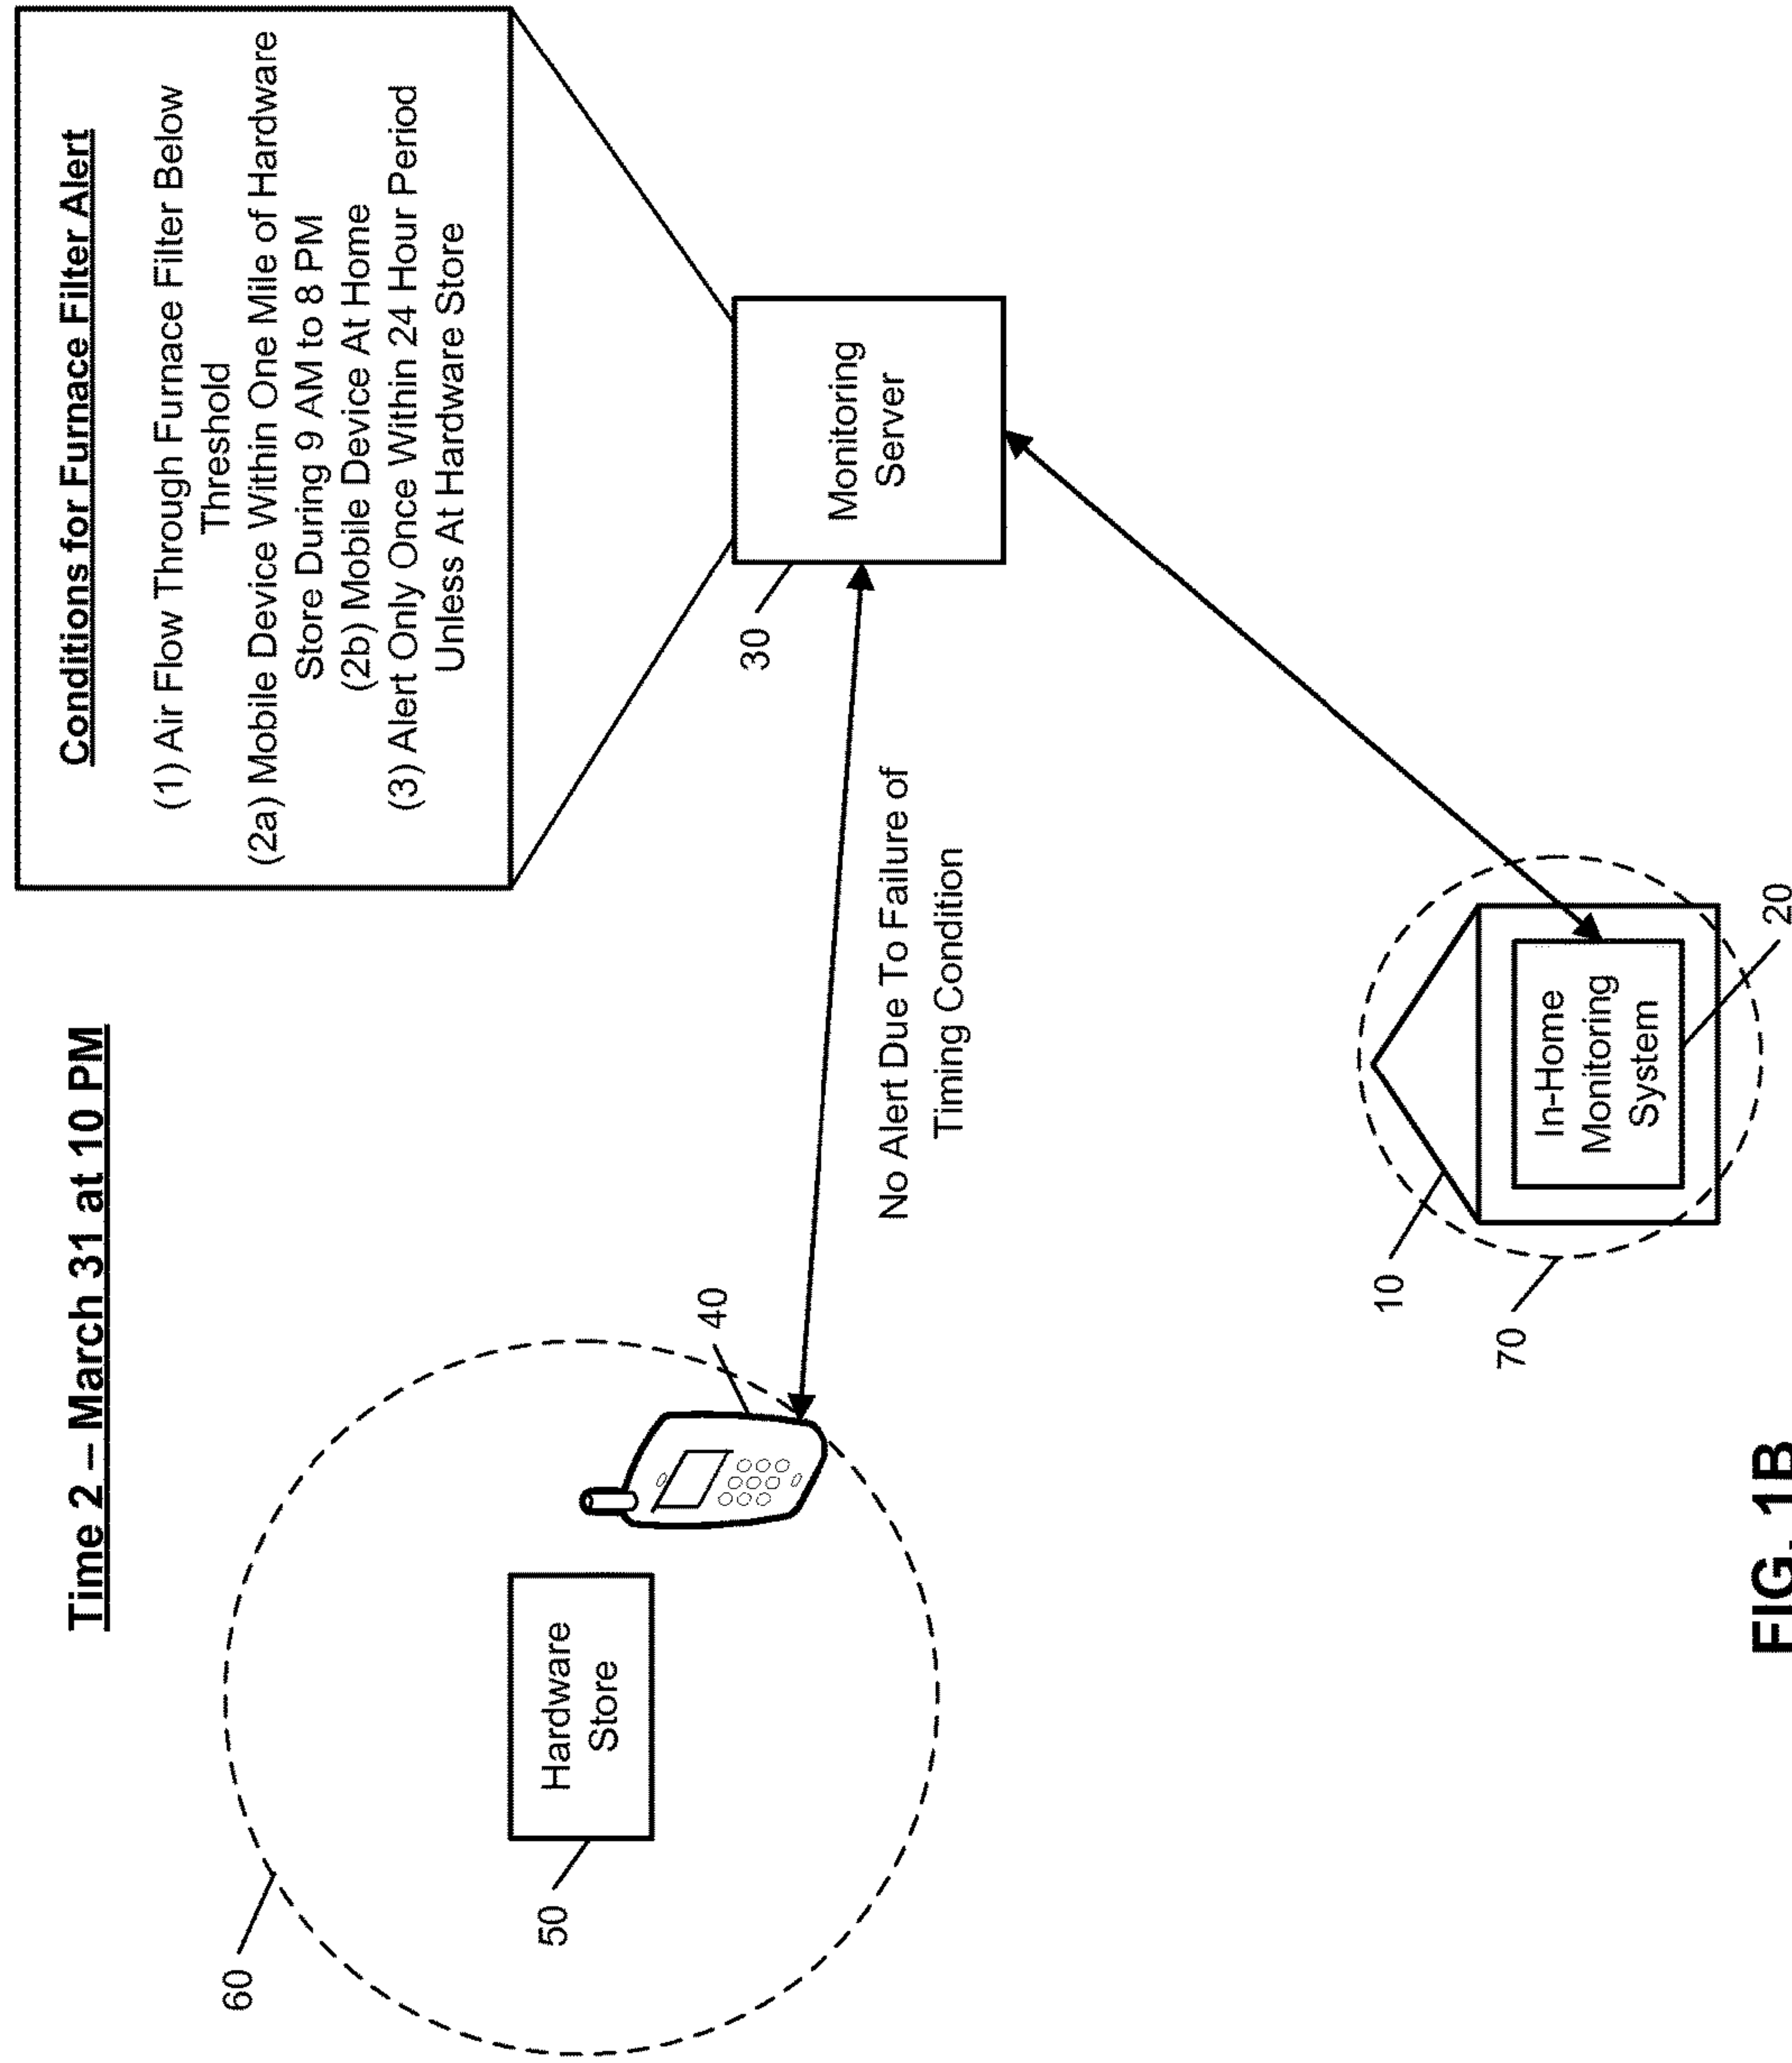 Time 2 – March 31 at 10 PM
Conditions for Furnace Filter Alert
(1) Air Flow Through Furnace Filter Below
Threshold
(2a) Mobile Device Within One Mile of Hardware
Store During 9 AM to 8 PM
(2b) Mobile Device At Home
(3) Alert Only Once Within 24 Hour Period
Unless At Hardware Store
60
50
Hardware
Store
40
No Alert Due To Failure of
Timing Condition
30
Monitoring
Server
10
70
In-Home
Monitoring
System
20
FIG. 1B